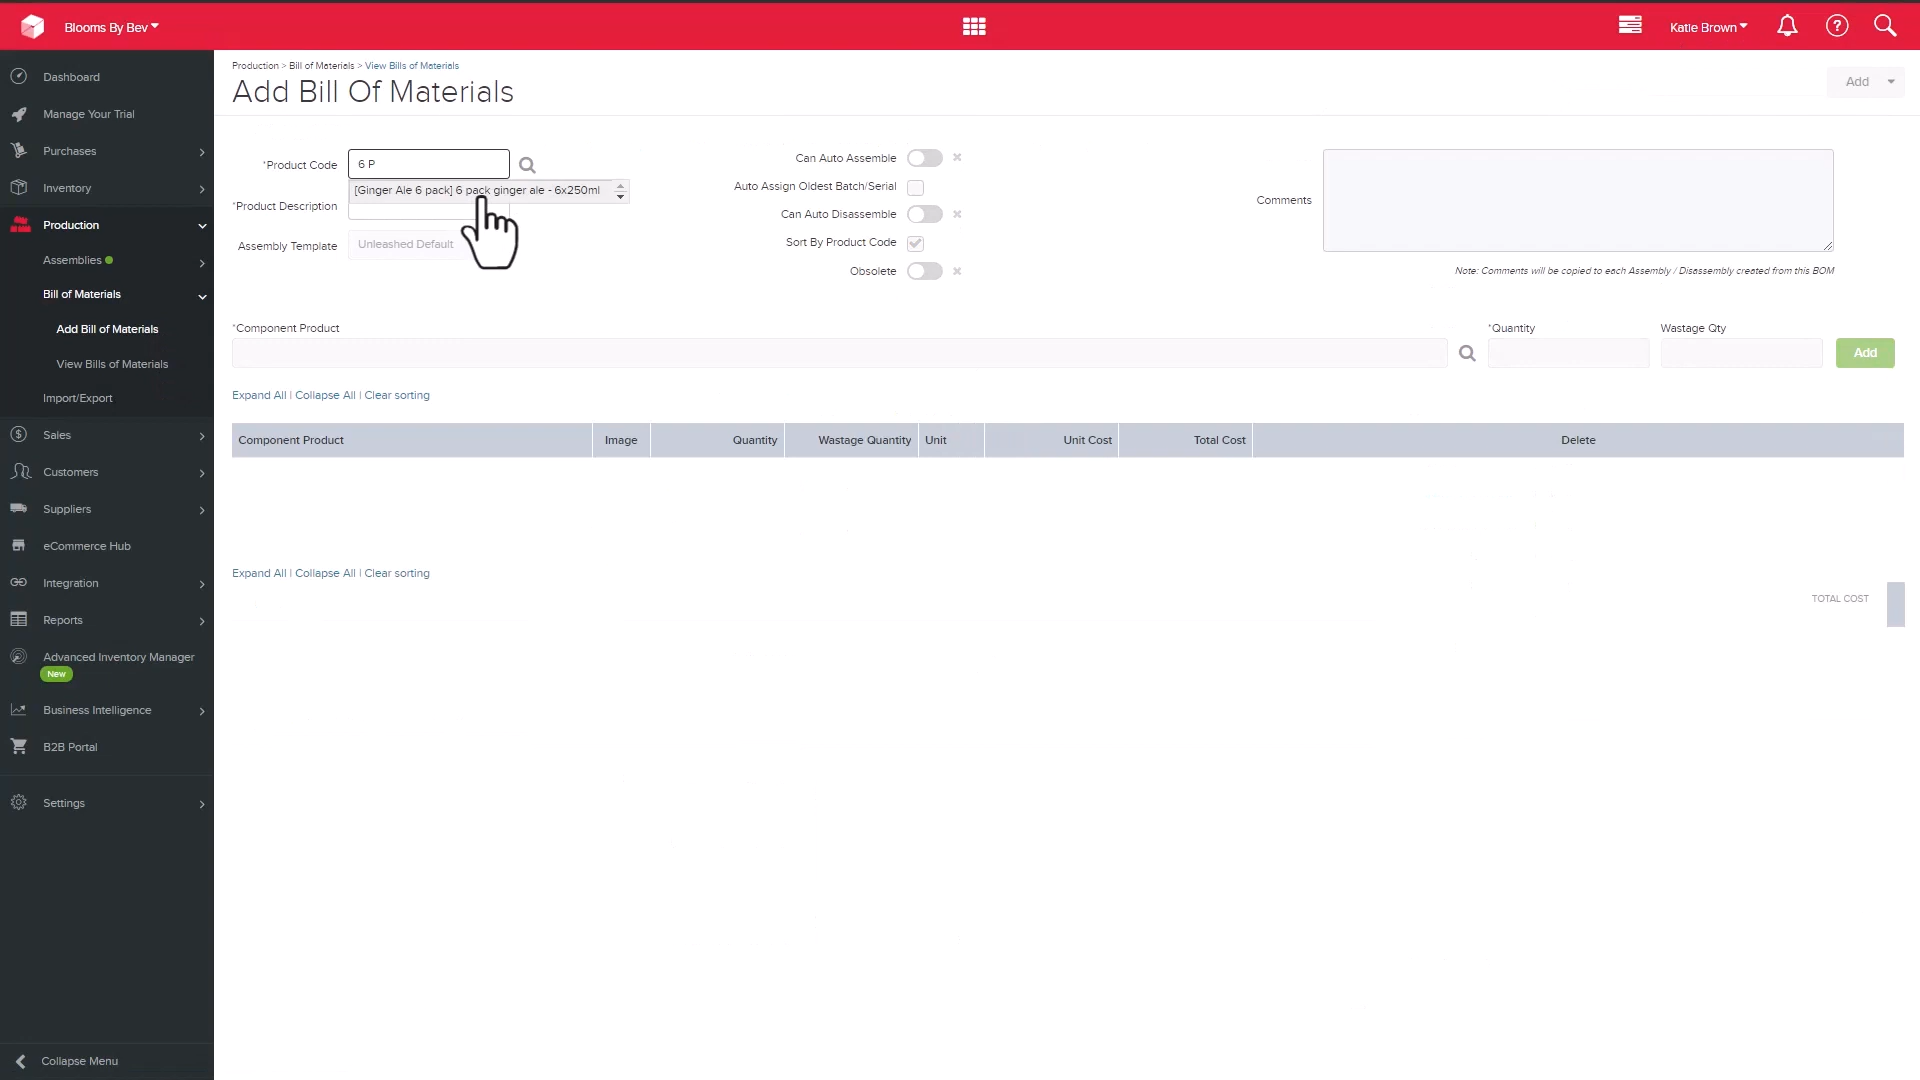 Blooms By Bev
Katie Brown
Dashboard
Manage Your Trial
Purchases
Inventory
Production
Assemblies
Bill of Materials
Add Bill of Materials
View Bills of Materials
Import/Export
Sales
Customers
Suppliers
eCommerce Hub
Integration
Reports
Advanced Inventory Manager
New
Business Intelligence
B2B Portal
Settings
Collapse Menu
Production > Bill of Materials > View Bills of Materials
Add Bill Of Materials
Add
*Product Code
6 P
[Ginger Ale 6 pack] 6 pack ginger ale - 6x250ml
*Product Description
Assembly Template
Unleashed Default
Can Auto Assemble
Auto Assign Oldest Batch/Serial
Can Auto Disassemble
Sort By Product Code
Obsolete
Comments
Note: Comments will be copied to each Assembly / Disassembly created from this BOM
*Component Product
*Quantity
Wastage Qty
Add
Expand All | Collapse All | Clear sorting
Component Product Image Quantity Wastage Quantity Unit Unit Cost Total Cost Delete
Expand All | Collapse All | Clear sorting
TOTAL COST